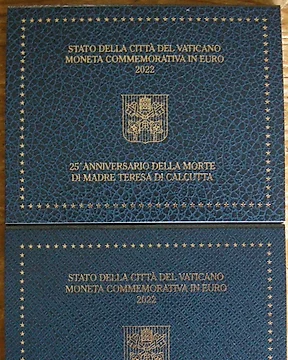 STATO DELLA CITTÀ DEL VATICANO
MONETA COMMEMORATIVA IN EURO
2022
25° ANNIVERSARIO DELLA MORTE
DI MADRE TERESA DI CALCUTTA
STATO DELLA CITTÀ DEL VATICANO
MONETA COMMEMORATIVA IN EURO
2022